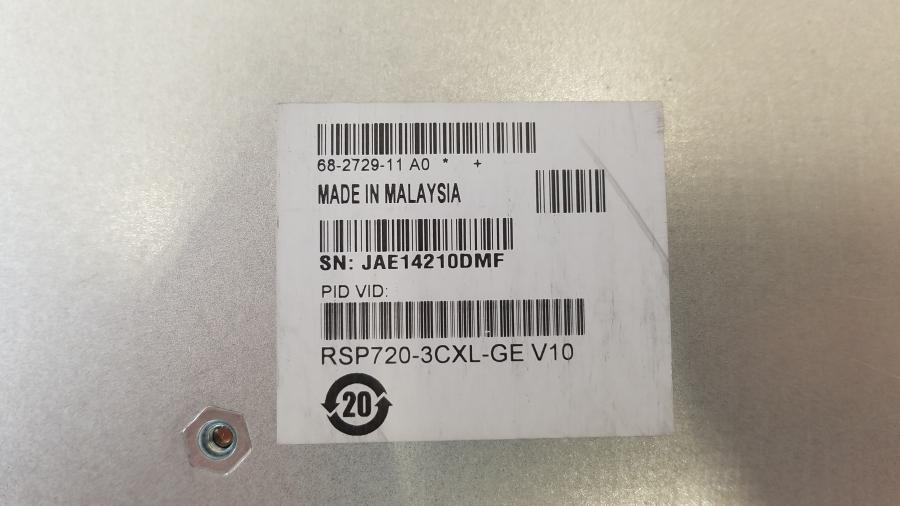 68-2729-11 A0 * +
MADE IN MALAYSIA
SN: JAE14210DMF
PID VID:
RSP720-3CXL-GE V10
20